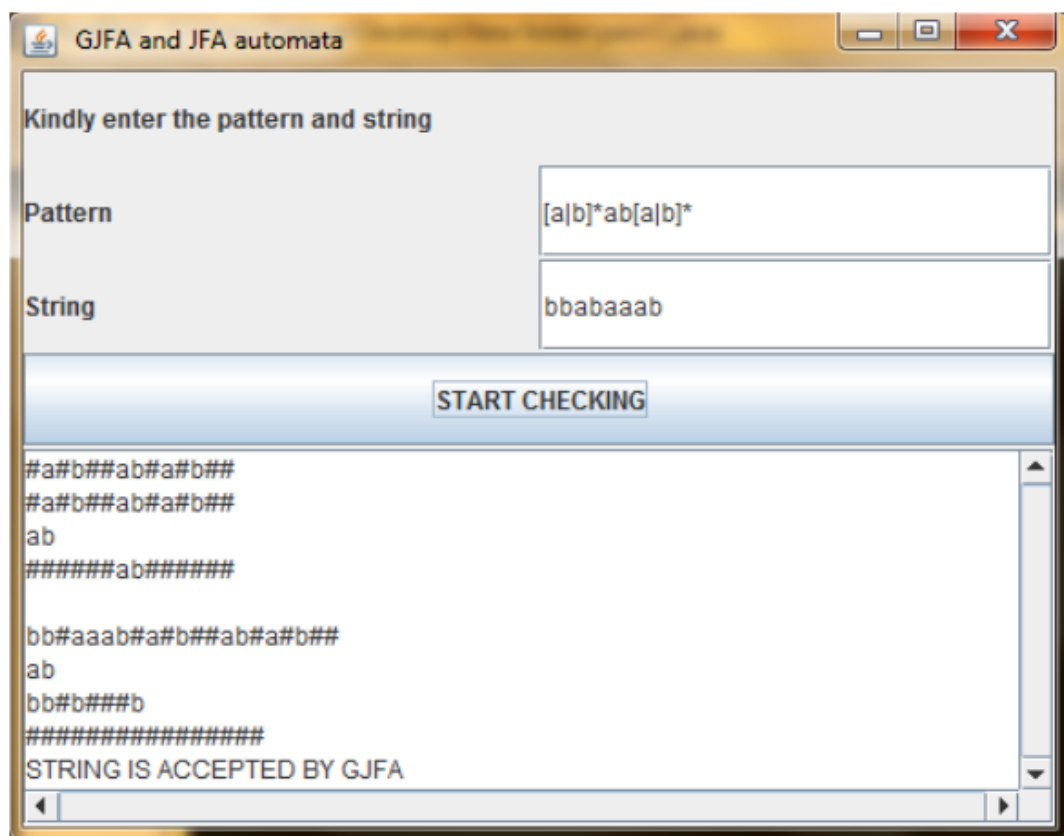 GJFA and JFA automata
Kindly enter the pattern and string
Pattern
[a|b]*ab[a|b]*
String
bbabaaab
START CHECKING
#a#b##ab#a#b##
#a#b##ab#a#b##
ab
######ab######
bb#aaab#a#b##ab#a#b##
ab
bb#b###b
################
STRING IS ACCEPTED BY GJFA